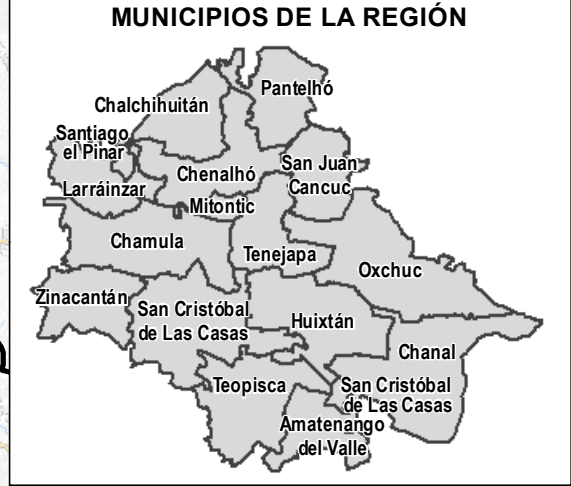 MUNICIPIOS DE LA REGIÓN
Pantelhó
Chalchihuitán
Santiago
el Pinar
San Juan
Cancuc
Chenalhó
Larráinzar
Mitontic
Chamula
Tenejapa
Oxchuc
Zinacantán
San Cristóbal
de Las Casas
Huixtán
Chanal
Teopisca
San Cristóbal
de Las Casas
Amatenango
del Valle